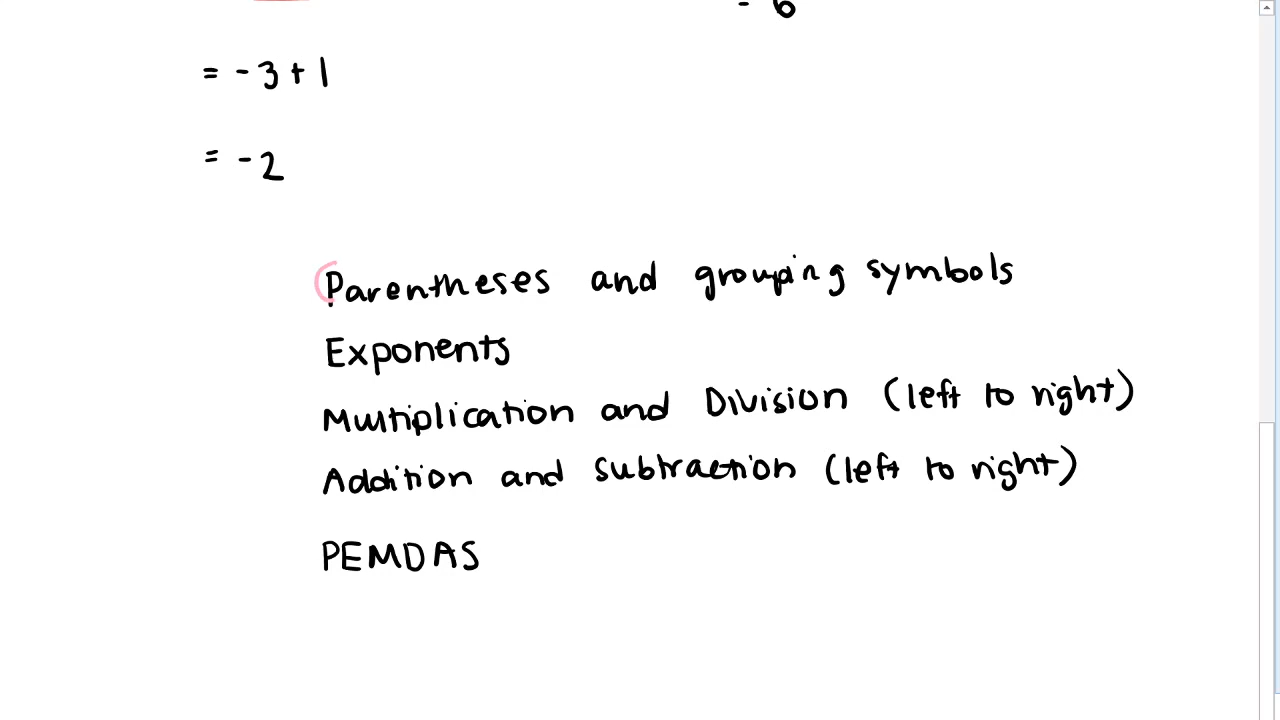 - 6
= -3 + 1
= -2
Parentheses and grouping symbols
Exponents
Multiplication and Division (left to right)
Addition and subtraction (left to right)
PEMDAS